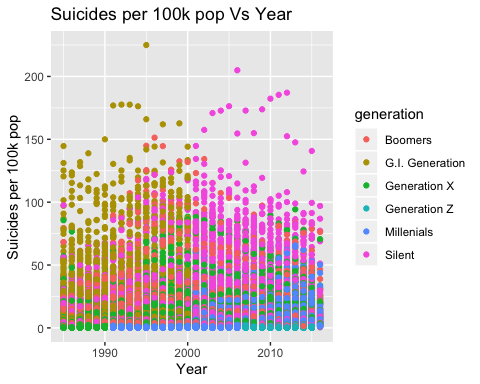 Suicides per 100k pop Vs Year
Suicides per 100k pop
200
150
100
50
0
1990
2000
2010
Year
generation
Boomers
G.I. Generation
Generation X
Generation Z
Millenials
Silent